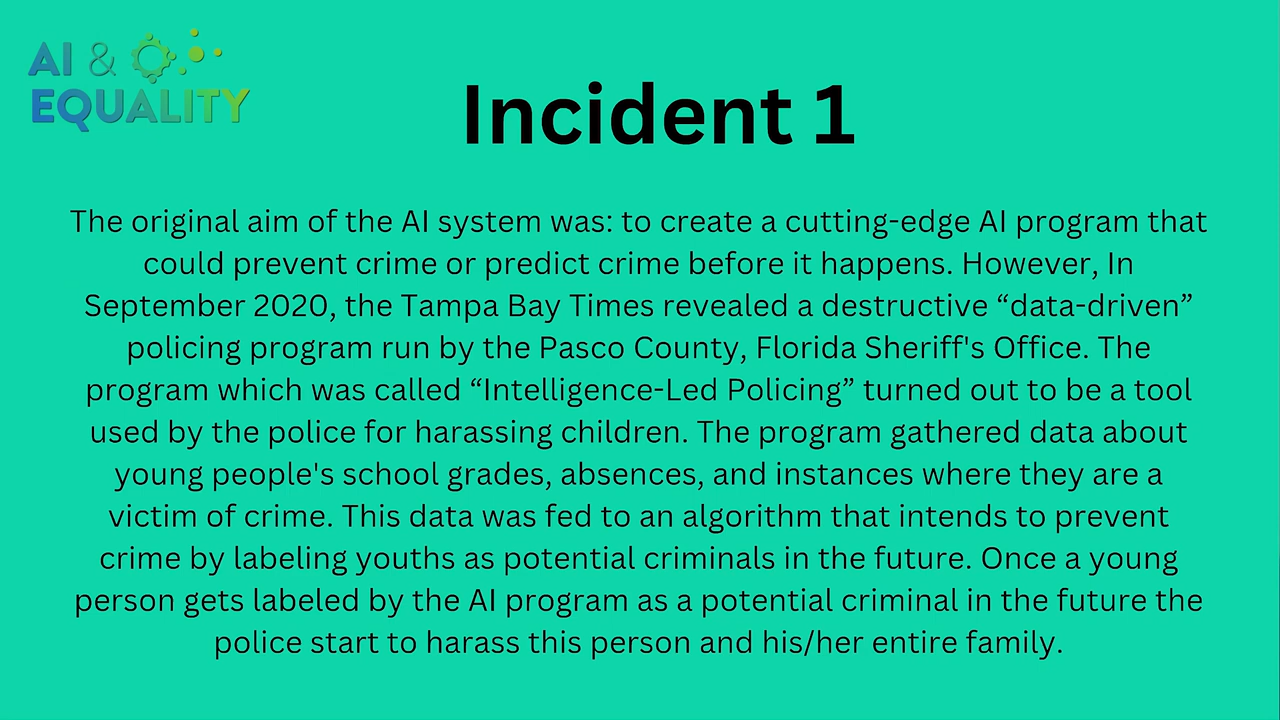 AI &
EQUALITY
Incident 1
The original aim of the AI system was: to create a cutting-edge AI program that
could prevent crime or predict crime before it happens. However, In
September 2020, the Tampa Bay Times revealed a destructive “data-driven”
policing program run by the Pasco County, Florida Sheriff's Office. The
program which was called “Intelligence-Led Policing” turned out to be a tool
used by the police for harassing children. The program gathered data about
young people's school grades, absences, and instances where they are a
victim of crime. This data was fed to an algorithm that intends to prevent
crime by labeling youths as potential criminals in the future. Once a young
person gets labeled by the AI program as a potential criminal in the future the
police start to harass this person and his/her entire family.